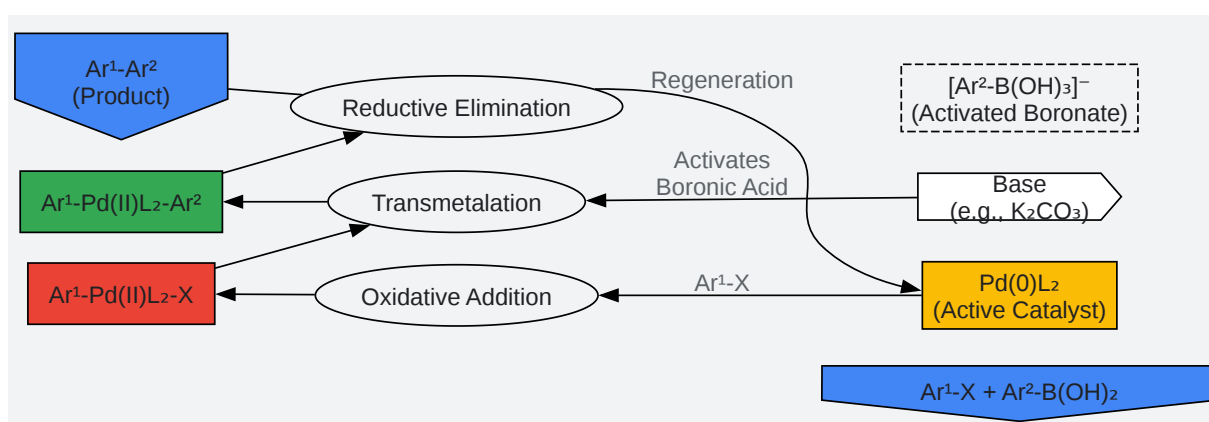 Ar¹-Ar²
(Product)
Reductive Elimination
Regeneration
[Ar²-B(OH)₃]⁻
(Activated Boronate)
Ar¹-Pd(II)L₂-Ar²
Transmetalation
Activates
Boronic Acid
Base
(e.g., K₂CO₃)
Ar¹-Pd(II)L₂-X
Oxidative Addition
Ar¹-X
Pd(0)L₂
(Active Catalyst)
Ar¹-X + Ar²-B(OH)₂